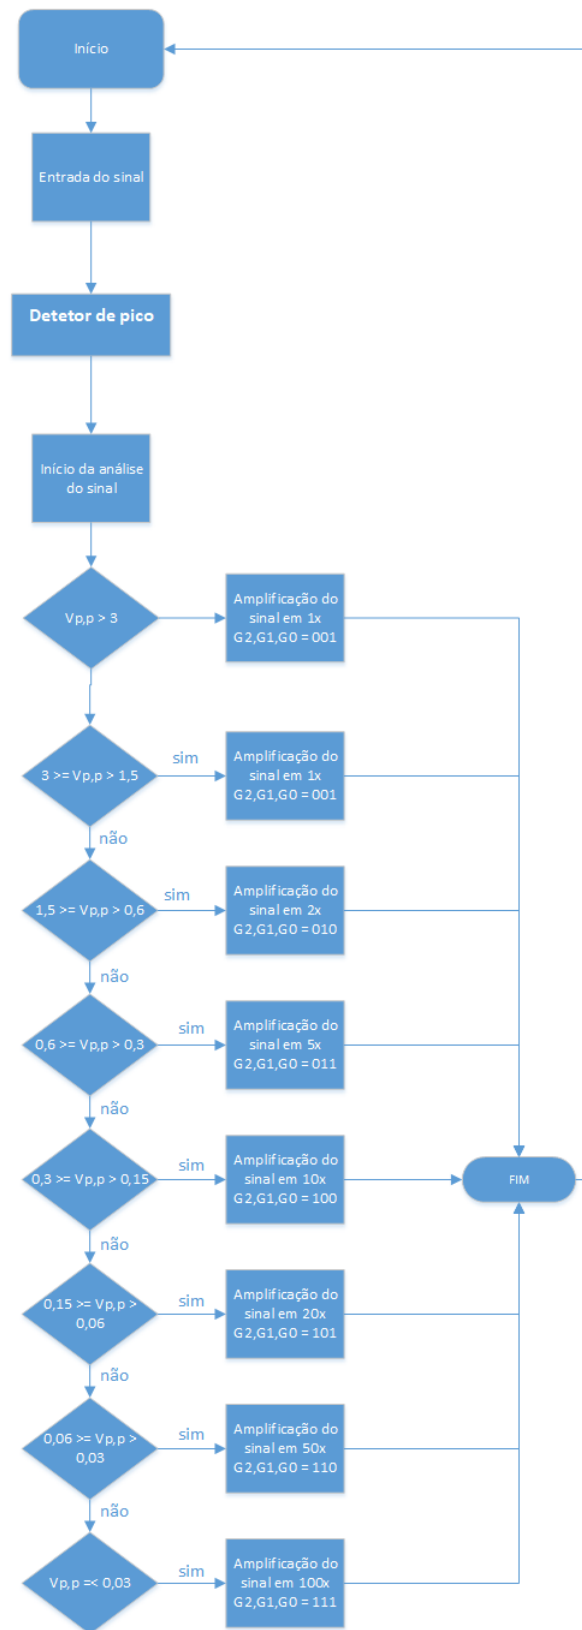 Início
Entrada do sinal
Detetor de pico
Início da análise
do sinal
Vp,p > 3
Amplificação do
sinal em 1x
G2,G1,G0 = 001
3 >= Vp,p > 1,5
sim
Amplificação do
sinal em 1x
G2,G1,G0 = 001
não
1,5 >= Vp,p > 0,6
sim
Amplificação do
sinal em 2x
G2,G1,G0 = 010
não
0,6 >= Vp,p > 0,3
sim
Amplificação do
sinal em 5x
G2,G1,G0 = 011
não
0,3 >= Vp,p > 0,15
sim
Amplificação do
sinal em 10x
G2,G1,G0 = 100
FIM
não
0,15 >= Vp,p >
0,06
sim
Amplificação do
sinal em 20x
G2,G1,G0 = 101
não
0,06 >= Vp,p >
0,03
sim
Amplificação do
sinal em 50x
G2,G1,G0 = 110
não
Vp,p =< 0,03
sim
Amplificação do
sinal em 100x
G2,G1,G0 = 111